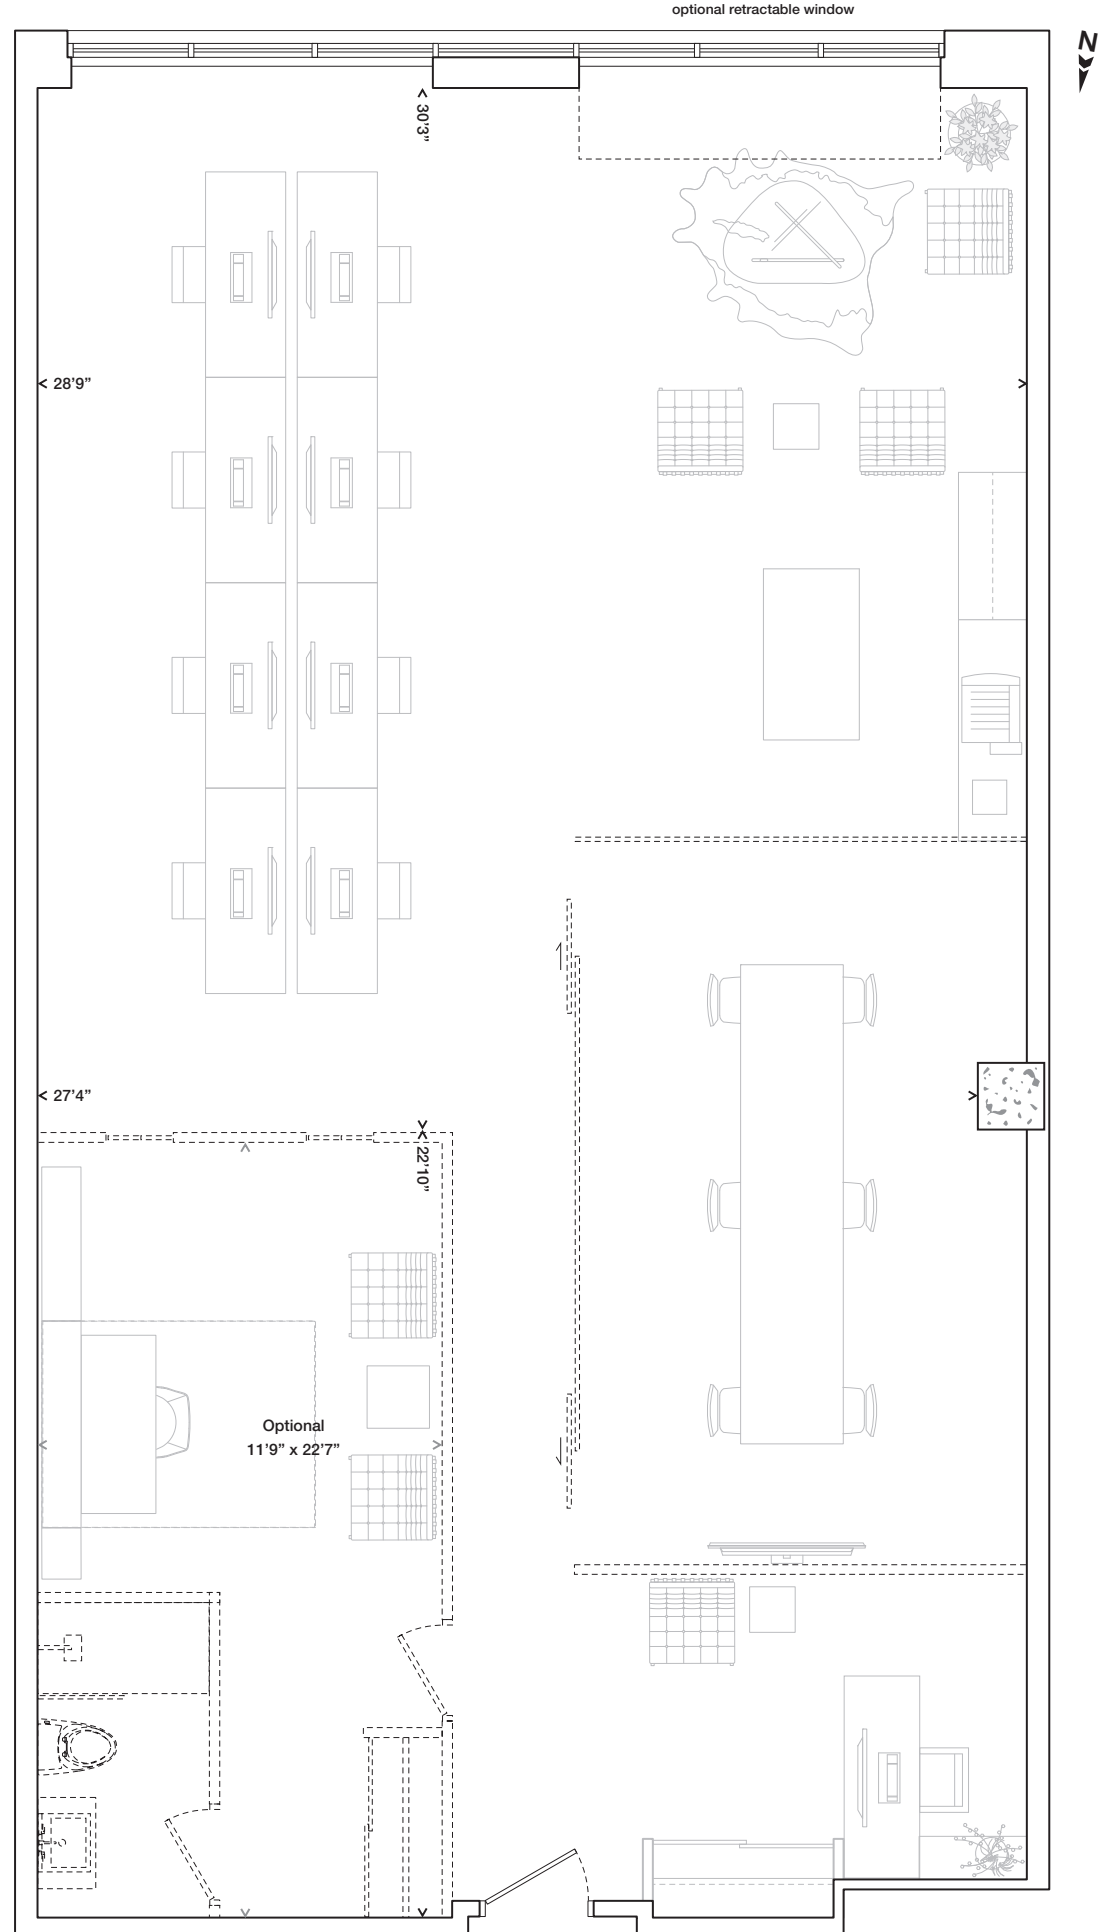 optional retractable window
N
30'3"
28'9"
27'4"
22'10"
Optional
11'9" x 22'7"